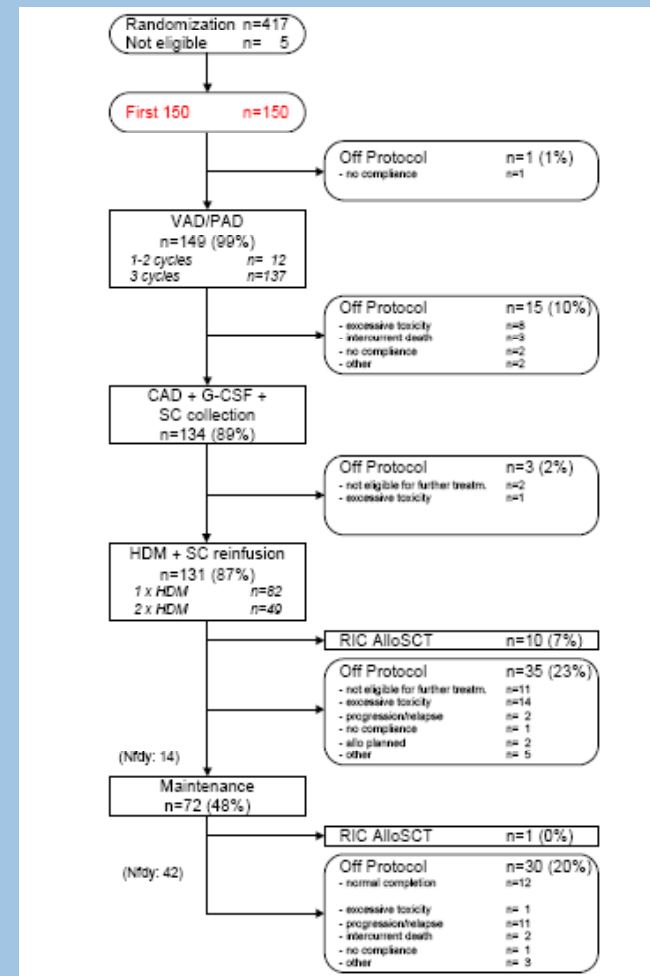 Randomization n=417
Not eligible n= 5
First 150 n=150
Off Protocol n=1 (1%)
- no compliance n=1
VAD/PAD
n=149 (99%)
1-2 cycles n= 12
3 cycles n=137
Off Protocol n=15 (10%)
- excessive toxicity n=8
- intercurrent death n=3
- no compliance n=2
- other n=2
CAD + G-CSF +
SC collection
n=134 (89%)
Off Protocol n=3 (2%)
- not eligible for further treatm. n=2
- excessive toxicity n=1
HDM + SC reinfusion
n=131 (87%)
1 x HDM n=82
2 x HDM n=49
RIC AlloSCT n=10 (7%)
Off Protocol n=35 (23%)
- not eligible for further treatm. n=11
- excessive toxicity n=14
- progression/relapse n= 2
- no compliance n= 1
- allo planned n= 2
- other n= 5
(Nfdy: 14)
Maintenance
n=72 (48%)
RIC AlloSCT n=1 (0%)
(Nfdy: 42)
Off Protocol n=30 (20%)
- normal completion n=12
- excessive toxicity n= 1
- progression/relapse n=11
- intercurrent death n= 2
- no compliance n= 1
- other n= 3